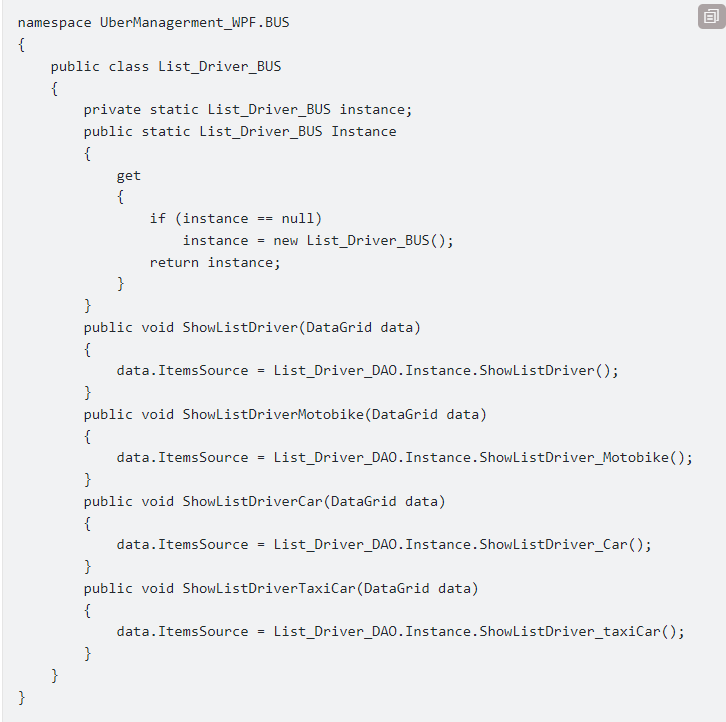 namespace UberManagerment_WPF.BUS
{
    public class List_Driver_BUS
    {
        private static List_Driver_BUS instance;
        public static List_Driver_BUS Instance
        {
            get
            {
                if (instance == null)
                    instance = new List_Driver_BUS();
                return instance;
            }
        }
        public void ShowListDriver(DataGrid data)
        {
            data.ItemsSource = List_Driver_DAO.Instance.ShowListDriver();
        }
        public void ShowListDriverMotobike(DataGrid data)
        {
            data.ItemsSource = List_Driver_DAO.Instance.ShowListDriver_Motobike();
        }
        public void ShowListDriverCar(DataGrid data)
        {
            data.ItemsSource = List_Driver_DAO.Instance.ShowListDriver_Car();
        }
        public void ShowListDriverTaxiCar(DataGrid data)
        {
            data.ItemsSource = List_Driver_DAO.Instance.ShowListDriver_taxiCar();
        }
    }
}